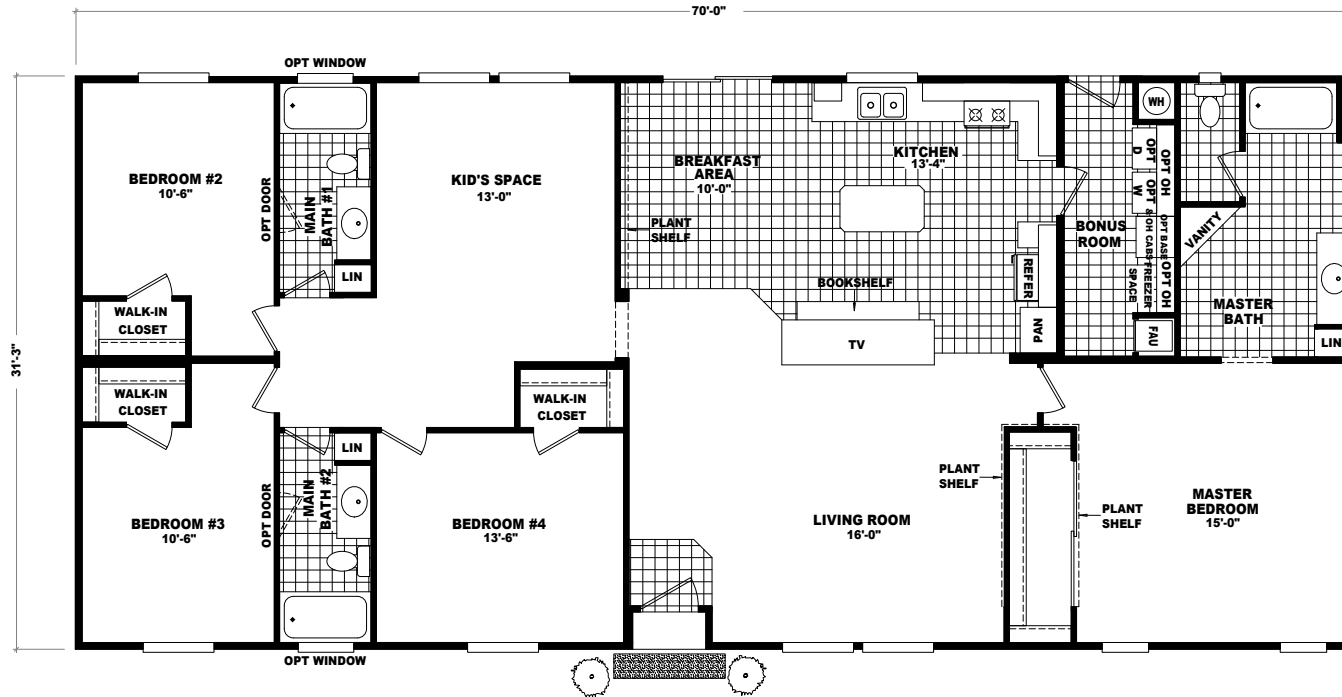 70'-0"
31'-3"
OPT WINDOW
BEDROOM #2
10'-6"
OPT DOOR
MAIN
BATH #1
LIN
KID'S SPACE
13'-0"
BREAKFAST
AREA
10'-0"
PLANT
SHELF
KITCHEN
13'-4"
BOOKSHELF
TV
REFER
PAN
BONUS
ROOM
WH
OPT
D
OPT OH
OPT
W
OPT BASE
& OH CABS
OPT OH
FREEZER
SPACE
FAU
VANITY
MASTER
BATH
LIN
WALK-IN
CLOSET
WALK-IN
CLOSET
WALK-IN
CLOSET
BEDROOM #3
10'-6"
OPT DOOR
MAIN
BATH #2
LIN
OPT WINDOW
BEDROOM #4
13'-6"
LIVING ROOM
16'-0"
PLANT
SHELF
PLANT
SHELF
MASTER
BEDROOM
15'-0"